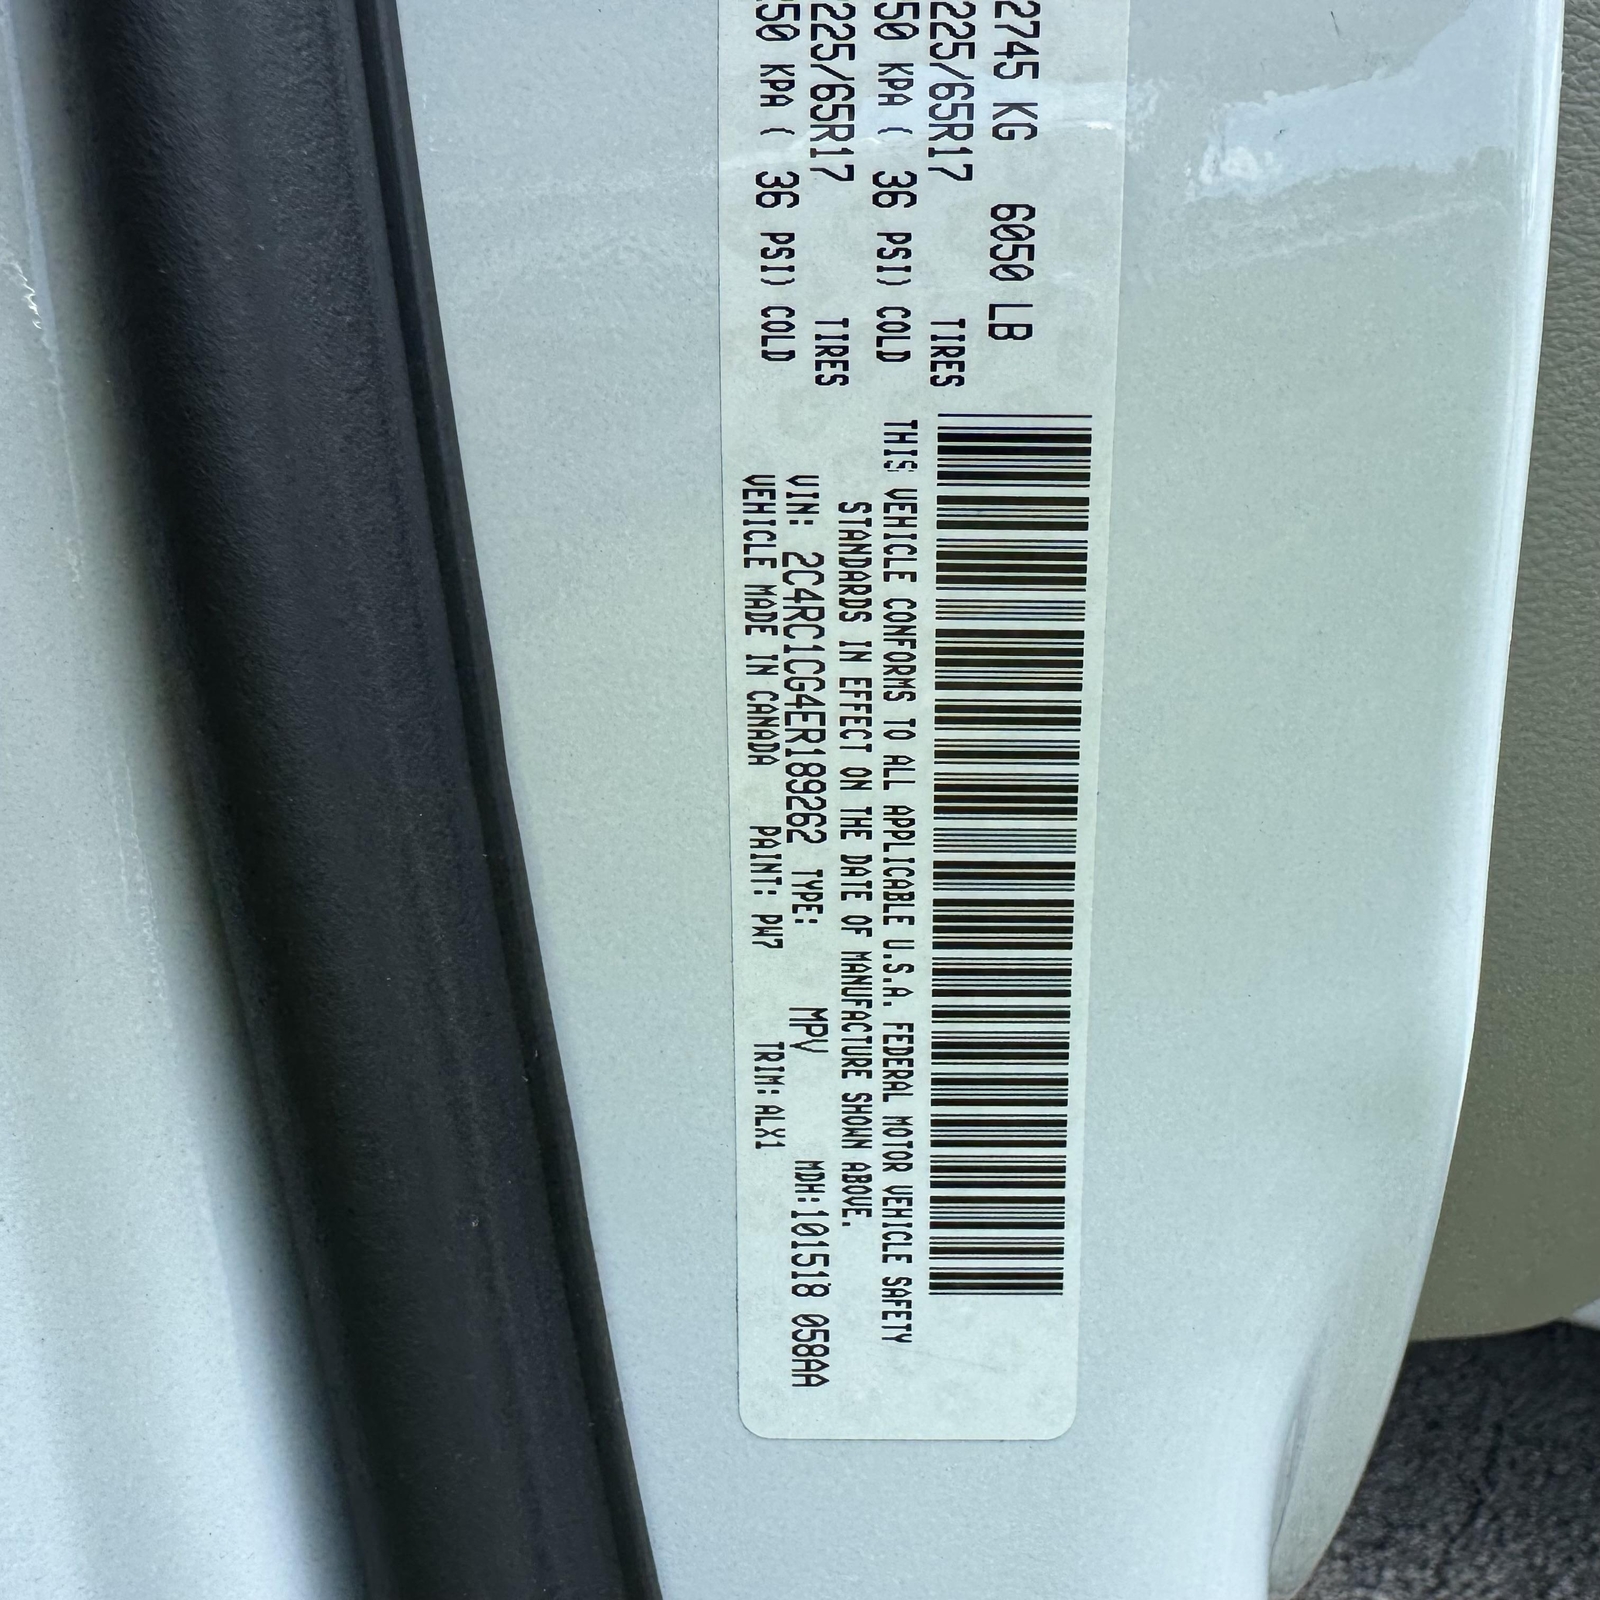 2745 KG 6050 LB
225/65R17 TIRES
50 KPA ( 36 PSI) COLD
225/65R17 TIRES
250 KPA ( 36 PSI) COLD
THIS VEHICLE CONFORMS TO ALL APPLICABLE U.S.A. FEDERAL MOTOR VEHICLE SAFETY
STANDARDS IN EFFECT ON THE DATE OF MANUFACTURE SHOWN ABOVE.
VIN: 2C4RC1CG4ER189262 TYPE: MPV MDH:101518 058AA
VEHICLE MADE IN CANADA PAINT: PW7 TRIM: ALX1